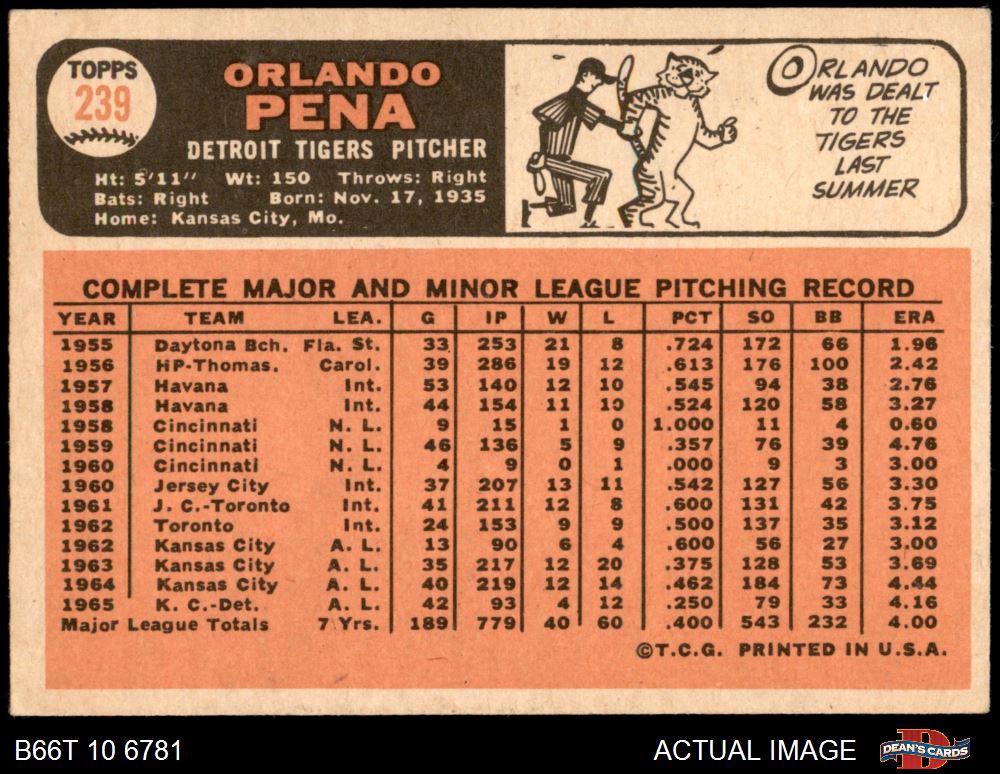 TOPPS
239
ORLANDO
PENA
DETROIT TIGERS PITCHER
Ht: 5'11" Wt: 150 Throws: Right
Bats: Right Born: Nov. 17, 1935
Home: Kansas City, Mo.
ORLANDO
WAS DEALT
TO THE
TIGERS
LAST
SUMMER
COMPLETE MAJOR AND MINOR LEAGUE PITCHING RECORD
YEAR TEAM LEA. G IP W L PCT SO BB ERA
1955 Daytona Bch. Fla. St. 33 253 21 8 .724 172 66 1.96
1956 HP-Thomas. Carol. 39 286 19 12 .613 176 100 2.42
1957 Havana Int. 53 140 12 10 .545 94 38 2.76
1958 Havana Int. 44 154 11 10 .524 120 58 3.27
1958 Cincinnati N. L. 9 15 1 0 1.000 11 4 0.60
1959 Cincinnati N. L. 46 136 5 9 .357 76 39 4.76
1960 Cincinnati N. L. 4 9 0 1 .000 9 3 3.00
1960 Jersey City Int. 37 207 13 11 .542 127 56 3.30
1961 J. C.-Toronto Int. 41 211 12 8 .600 131 42 3.75
1962 Toronto Int. 24 153 9 9 .500 137 35 3.12
1962 Kansas City A. L. 13 90 6 4 .600 56 27 3.00
1963 Kansas City A. L. 35 217 12 20 .375 128 53 3.69
1964 Kansas City A. L. 40 219 12 14 .462 184 73 4.44
1965 K. C.-Det. A. L. 42 93 4 12 .250 79 33 4.16
Major League Totals 7 Yrs. 189 779 40 60 .400 543 232 4.00
©T.C.G. PRINTED IN U.S.A.
B66T 10 6781 ACTUAL IMAGE DEAN'S CARDS